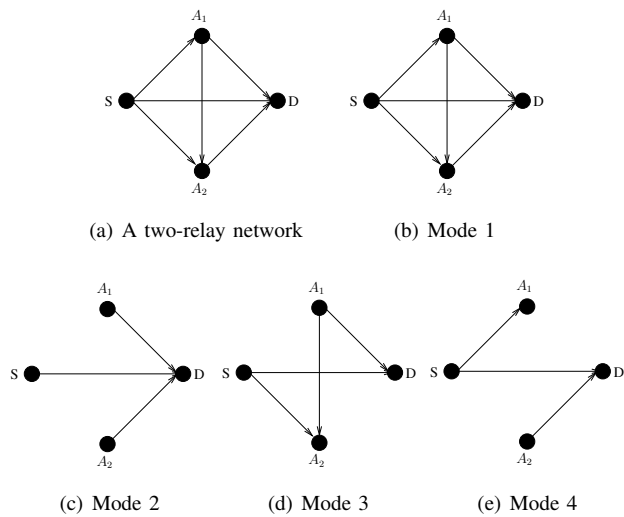 A₁
A₁
S
D
S
D
A₂
A₂
(a) A two-relay network
(b) Mode 1
A₁
A₁
A₁
S
D
S
D
S
D
A₂
A₂
A₂
(c) Mode 2
(d) Mode 3
(e) Mode 4